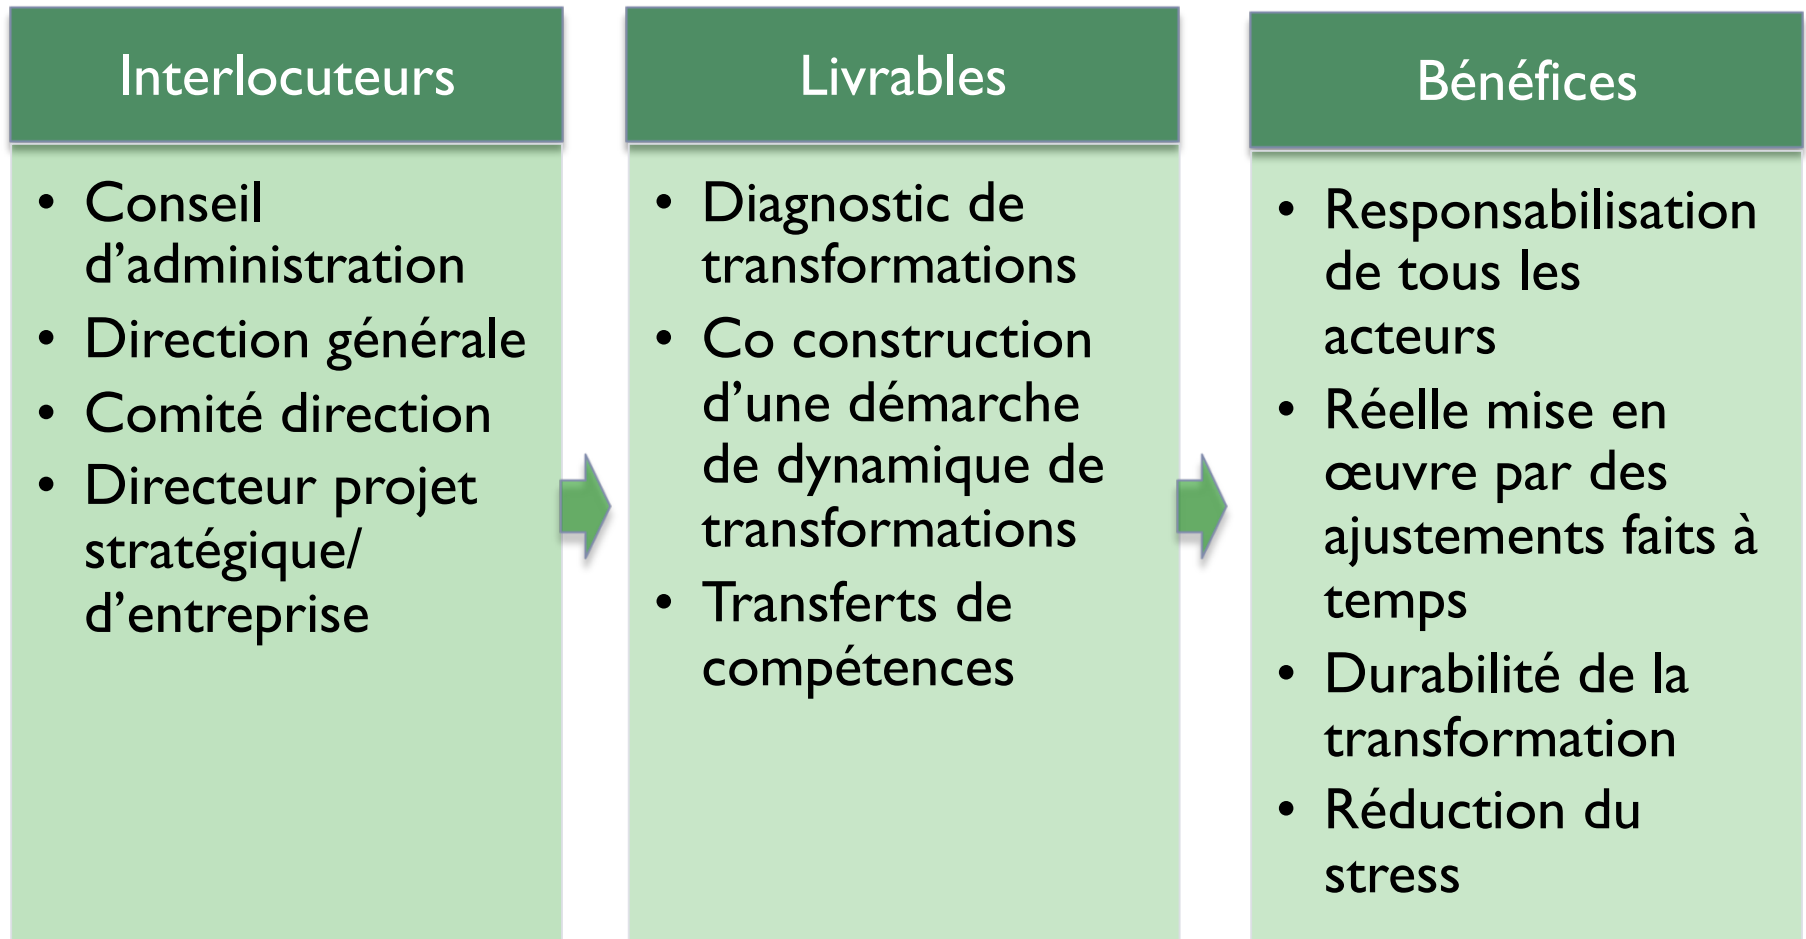 Interlocuteurs
• Conseil
d’administration
• Direction générale
• Comité direction
• Directeur projet
stratégique/
d’entreprise
Livrables
• Diagnostic de
transformations
• Co construction
d’une démarche
de dynamique de
transformations
• Transferts de
compétences
Bénéfices
• Responsabilisation
de tous les
acteurs
• Réelle mise en
œuvre par des
ajustements faits à
temps
• Durabilité de la
transformation
• Réduction du
stress